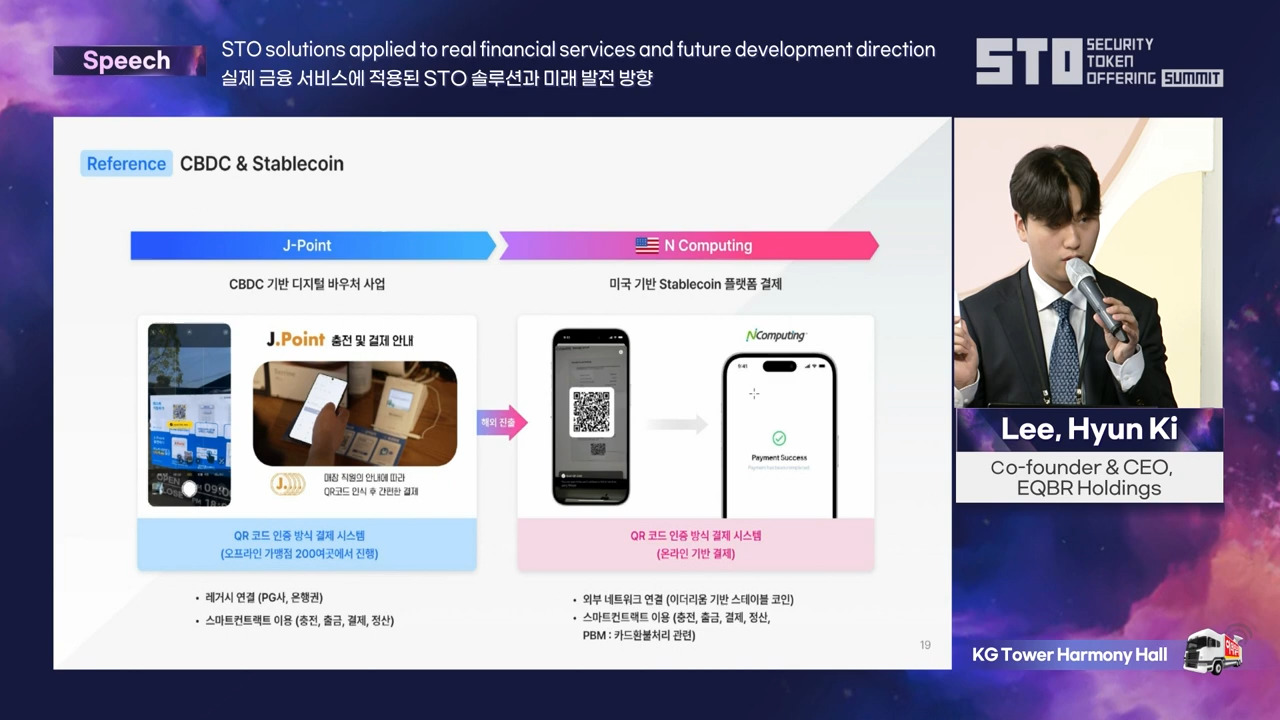 Speech
STO solutions applied to real financial services and future development direction
실제 금융 서비스에 적용된 STO 솔루션과 미래 발전 방향
STO SECURITY TOKEN OFFERING SUMMIT
Reference CBDC & Stablecoin
J-Point
N Computing
CBDC 기반 디지털 바우처 사업
미국 기반 Stablecoin 플랫폼 결제
J.Point 충전 및 결제 안내
매장 직원의 안내에 따라
QR코드 인식 후 간편한 결제
해외 진출
NComputing
9:41
Payment Success
QR 코드 인증 방식 결제 시스템
(오프라인 가맹점 200여곳에서 진행)
QR 코드 인증 방식 결제 시스템
(온라인 기반 결제)
• 레거시 연결 (PG사, 은행권)
• 스마트컨트랙트 이용 (충전, 출금, 결제, 정산)
• 외부 네트워크 연결 (이더리움 기반 스테이블 코인)
• 스마트컨트랙트 이용 (충전, 출금, 결제, 정산,
PBM : 카드환불처리 관련)
19
Lee, Hyun Ki
Co-founder & CEO,
EQBR Holdings
KG Tower Harmony Hall